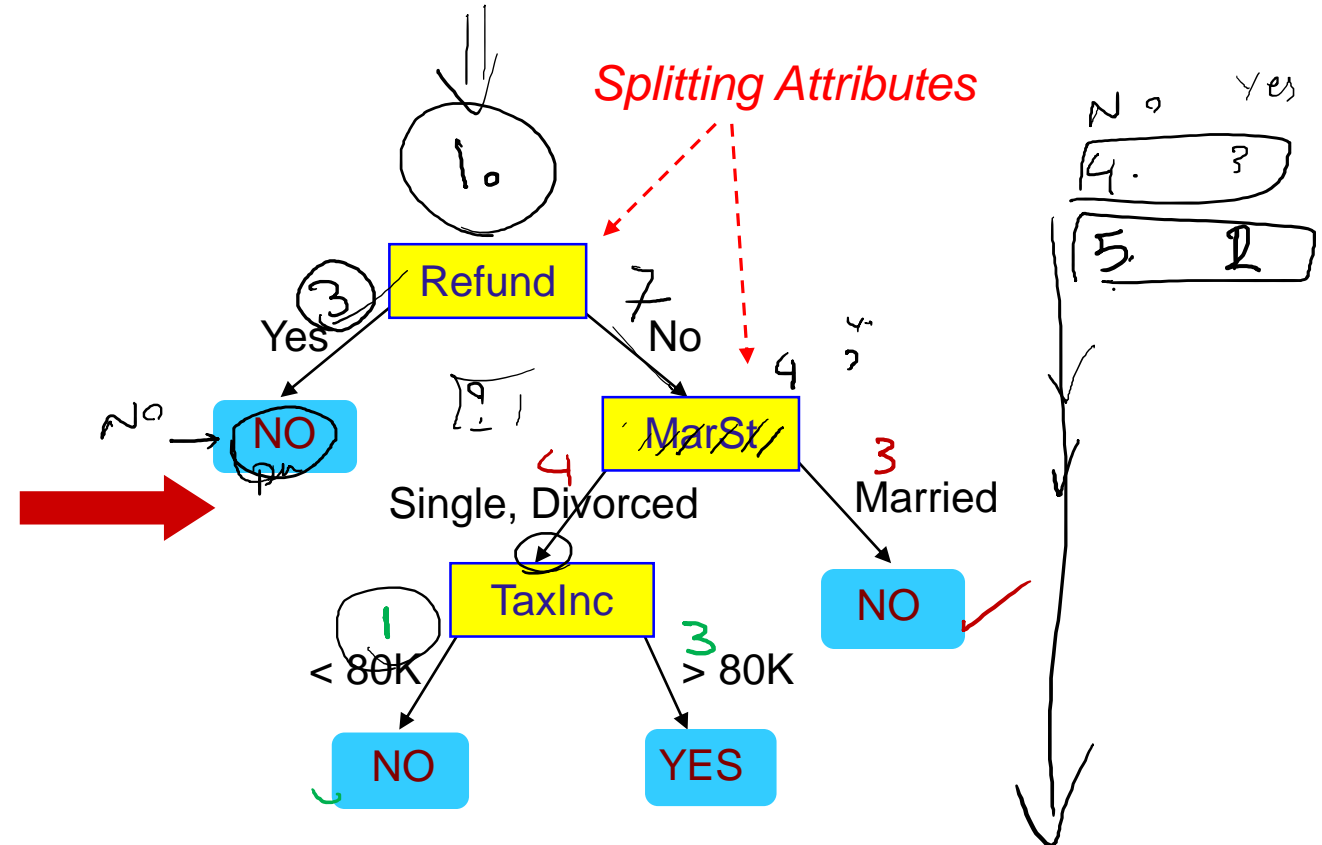 Splitting Attributes
No Yes
4. 3
5. 2
10
Refund
3 7
Yes No
4 3
No
NO
MarSt
4 3
Single, Divorced Married
TaxInc
NO
1 3
< 80K > 80K
NO YES